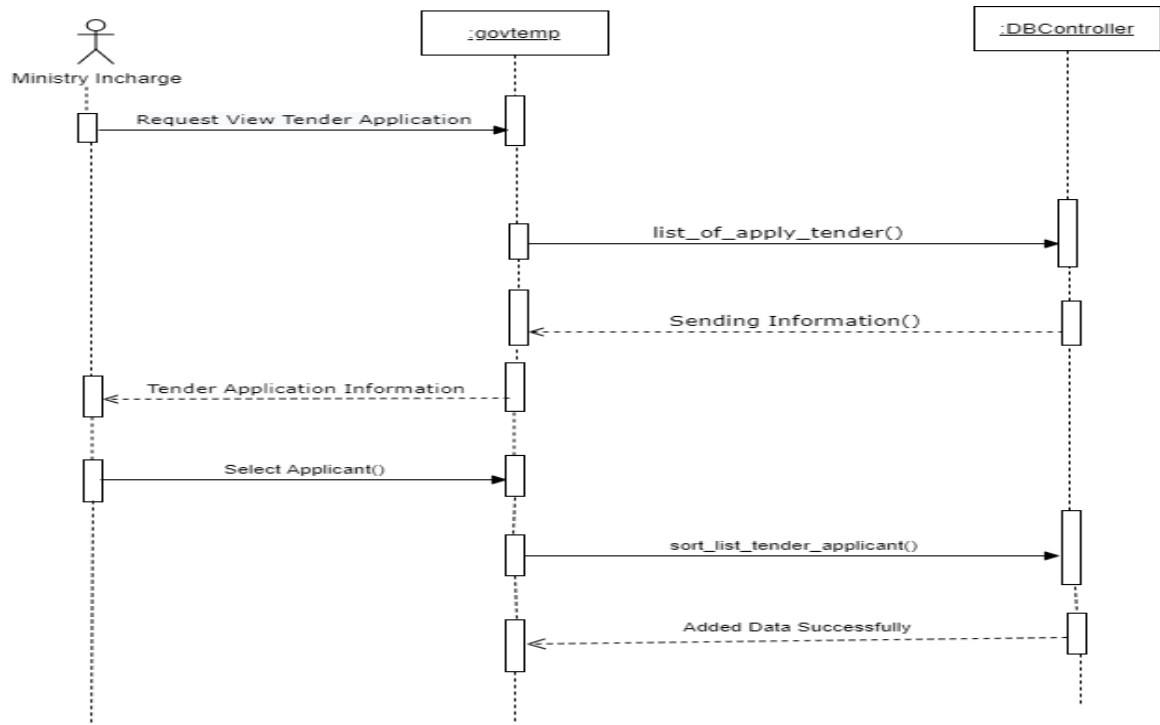 :govtemp
:DBController
Ministry Incharge
Request View Tender Application
list_of_apply_tender()
Sending Information()
Tender Application Information
Select Applicant()
sort_list_tender_applicant()
Added Data Successfully